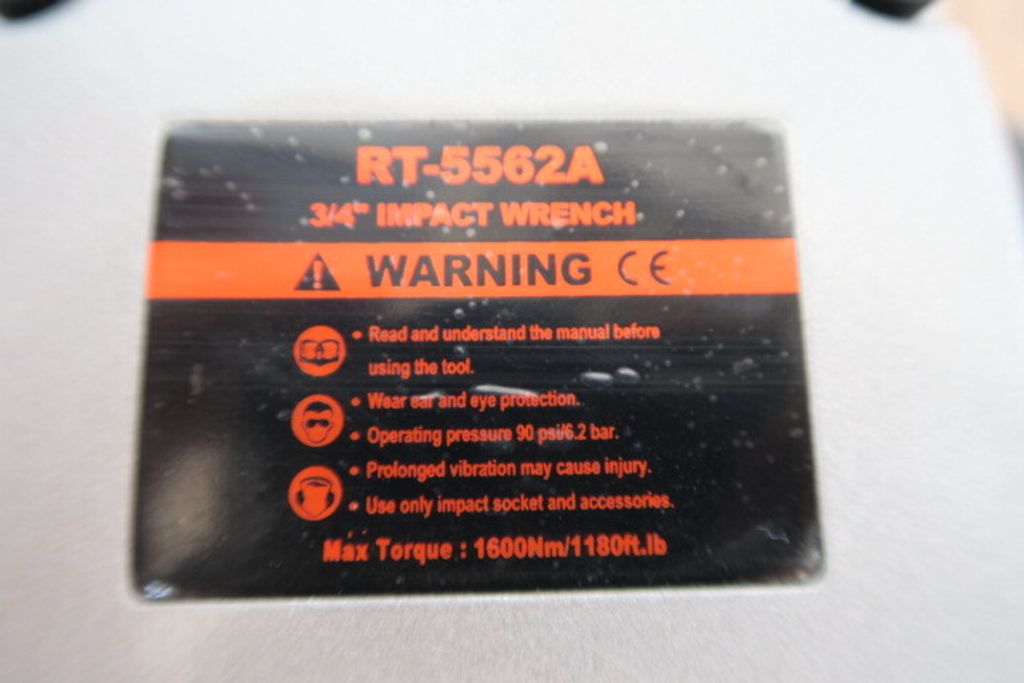 RT-5562A
3/4" IMPACT WRENCH
WARNING CE
• Read and understand the manual before
using the tool.
• Wear ear and eye protection.
• Operating pressure 90 psi/6.2 bar.
• Prolonged vibration may cause injury.
• Use only impact socket and accessories.
Max Torque : 1600Nm/1180ft.lb